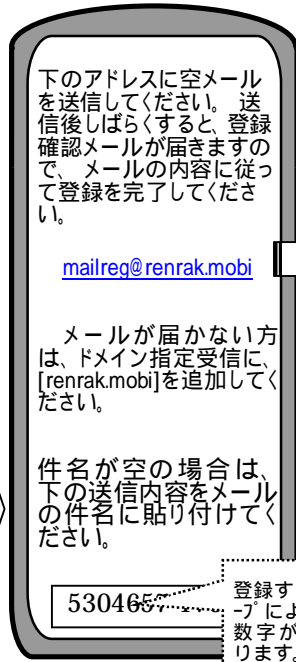 下のアドレスに空メール
を送信してください。 送
信後しばらくすると、登録
確認メールが届きますの
で、メールの内容に従っ
て登録を完了してくださ
い。
mailreg@renrak.mobi
メールが届かない方
は、ドメイン指定受信に、
[renrak.mobi]を追加してく
ださい。
件名が空の場合は、
下の送信内容をメール
の件名に貼り付けてく
ださい。
5304657
登録す
ｰﾌﾟによ
数字が
ります。